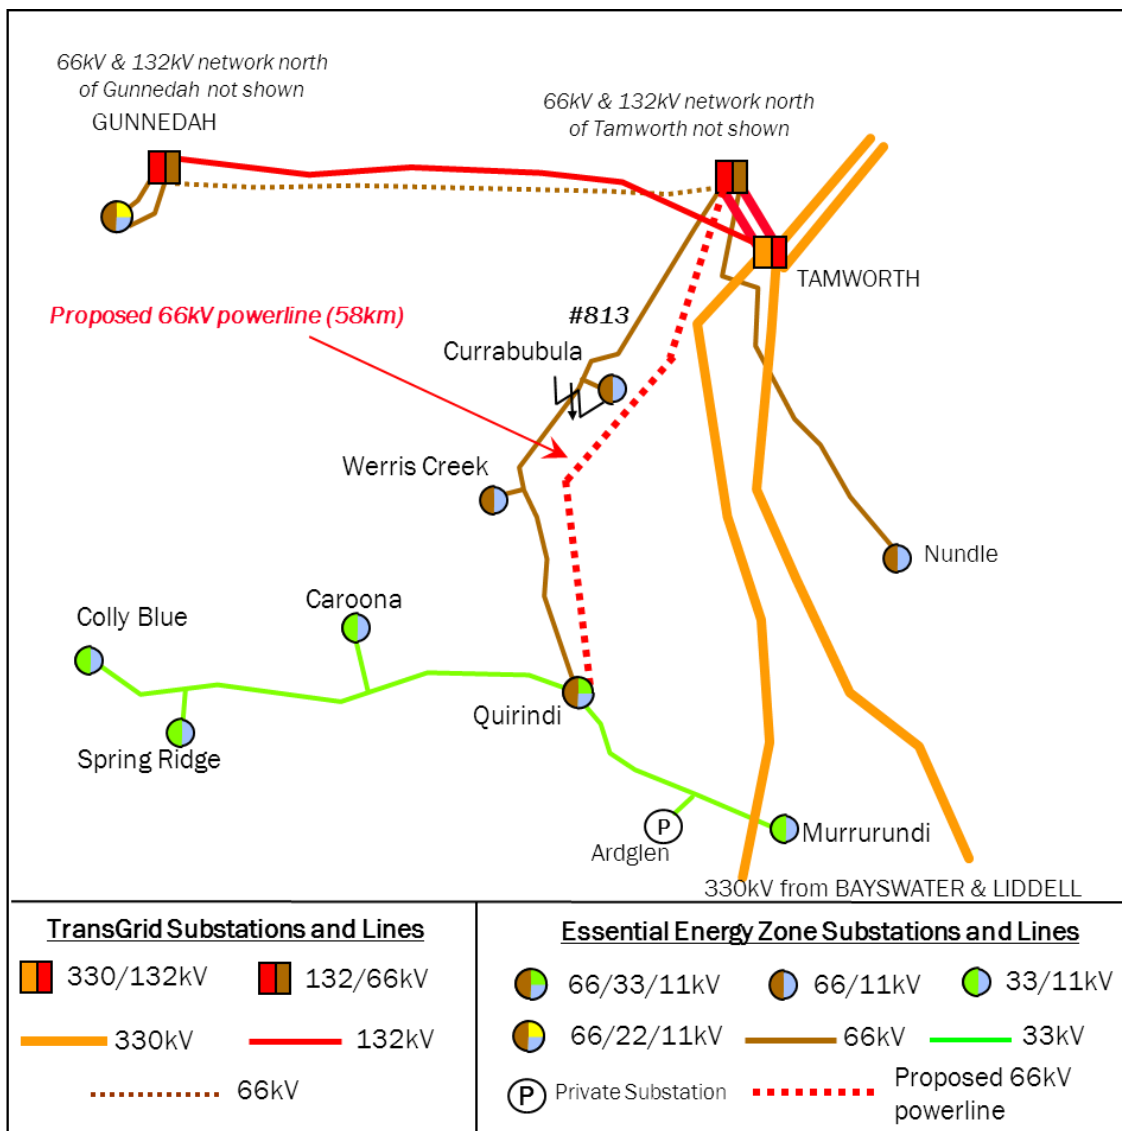 66kV & 132kV network north
of Gunnedah not shown
GUNNEDAH
66kV & 132kV network north
of Tamworth not shown
TAMWORTH
Proposed 66kV powerline (58km)
#813
Currabubula
Werris Creek
Nundle
Caroona
Colly Blue
Quirindi
Spring Ridge
P
Ardglen
Murrurundi
330kV from BAYSWATER & LIDDELL
TransGrid Substations and Lines
330/132kV
132/66kV
330kV
132kV
66kV
Essential Energy Zone Substations and Lines
66/33/11kV
66/11kV
33/11kV
66/22/11kV
66kV
33kV
P Private Substation
Proposed 66kV
powerline